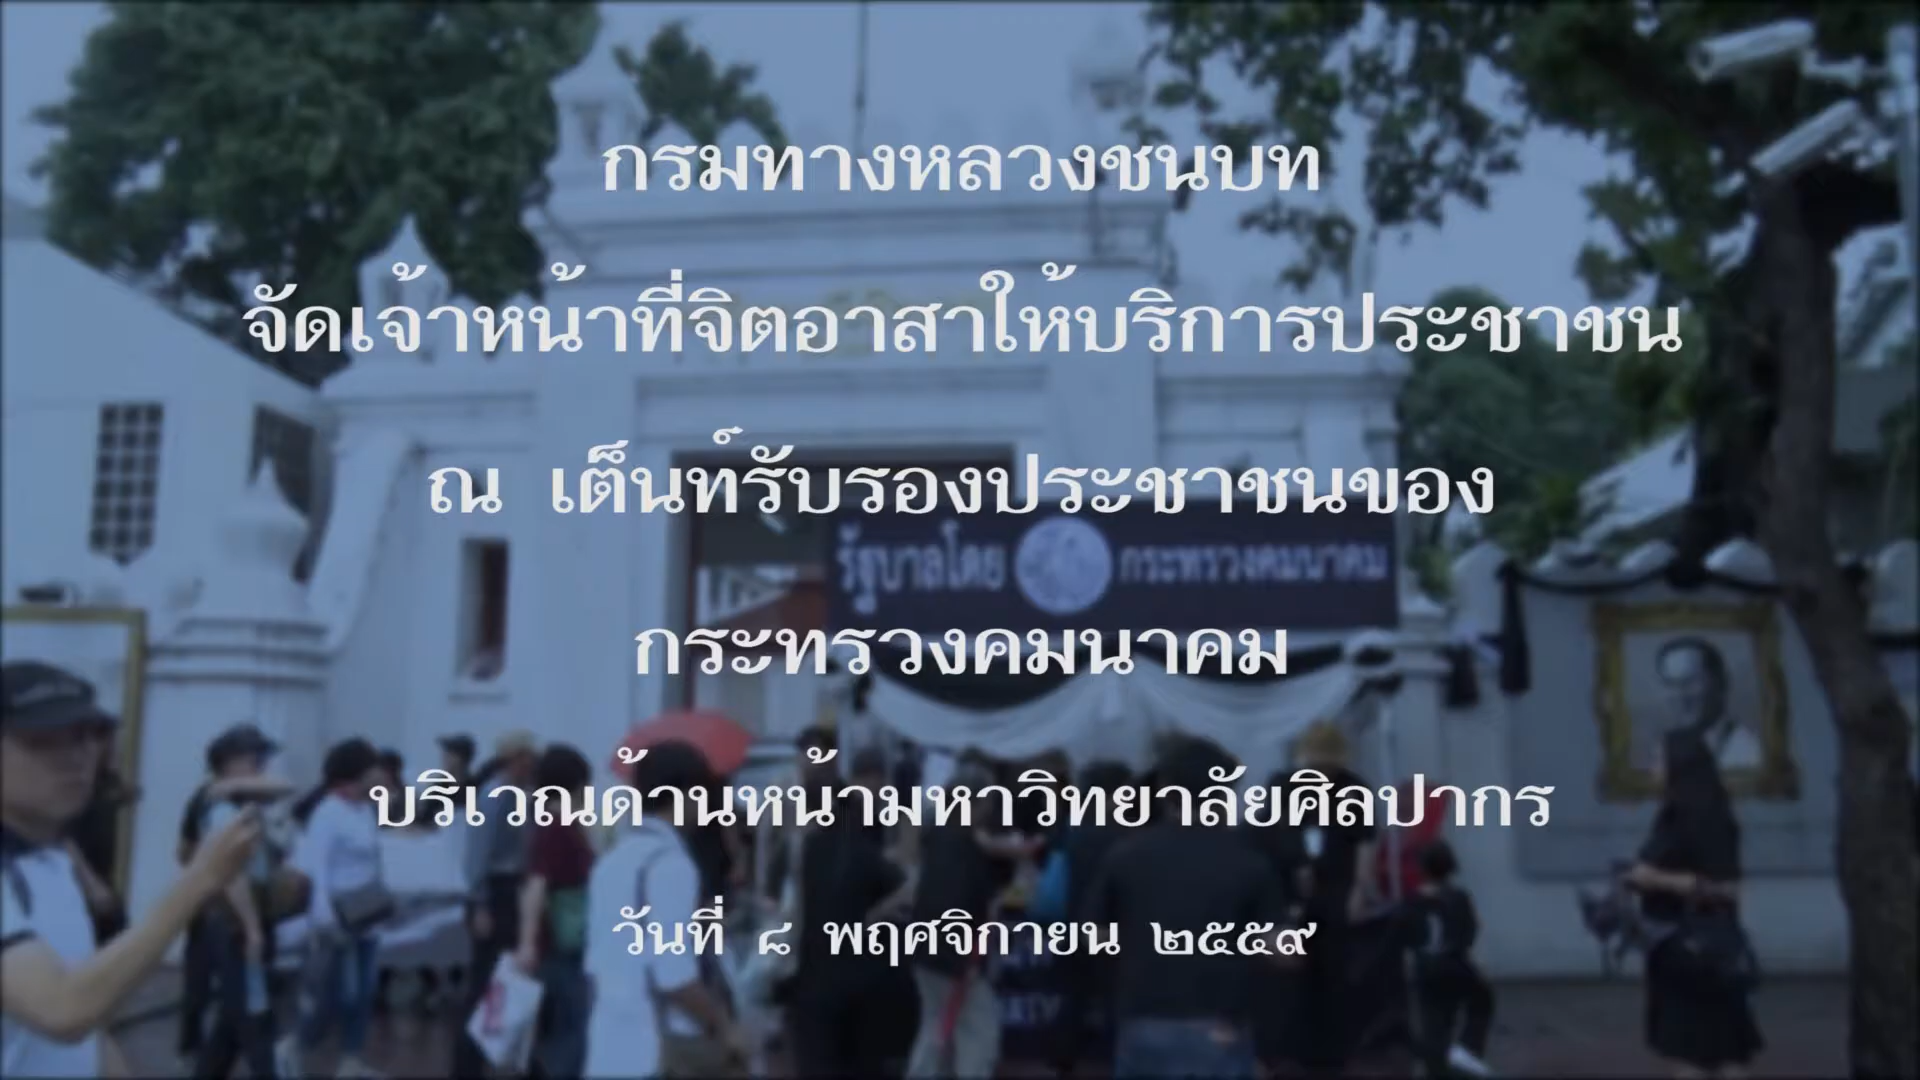 กรมทางหลวงชนบท
จัดเจ้าหน้าที่จิตอาสาให้บริการประชาชน
ณ เต็นท์รับรองประชาชนของ
รัฐบาลโดย กระทรวงคมนาคม
กระทรวงคมนาคม
บริเวณด้านหน้ามหาวิทยาลัยศิลปากร
วันที่ ๘ พฤศจิกายน ๒๕๕๙